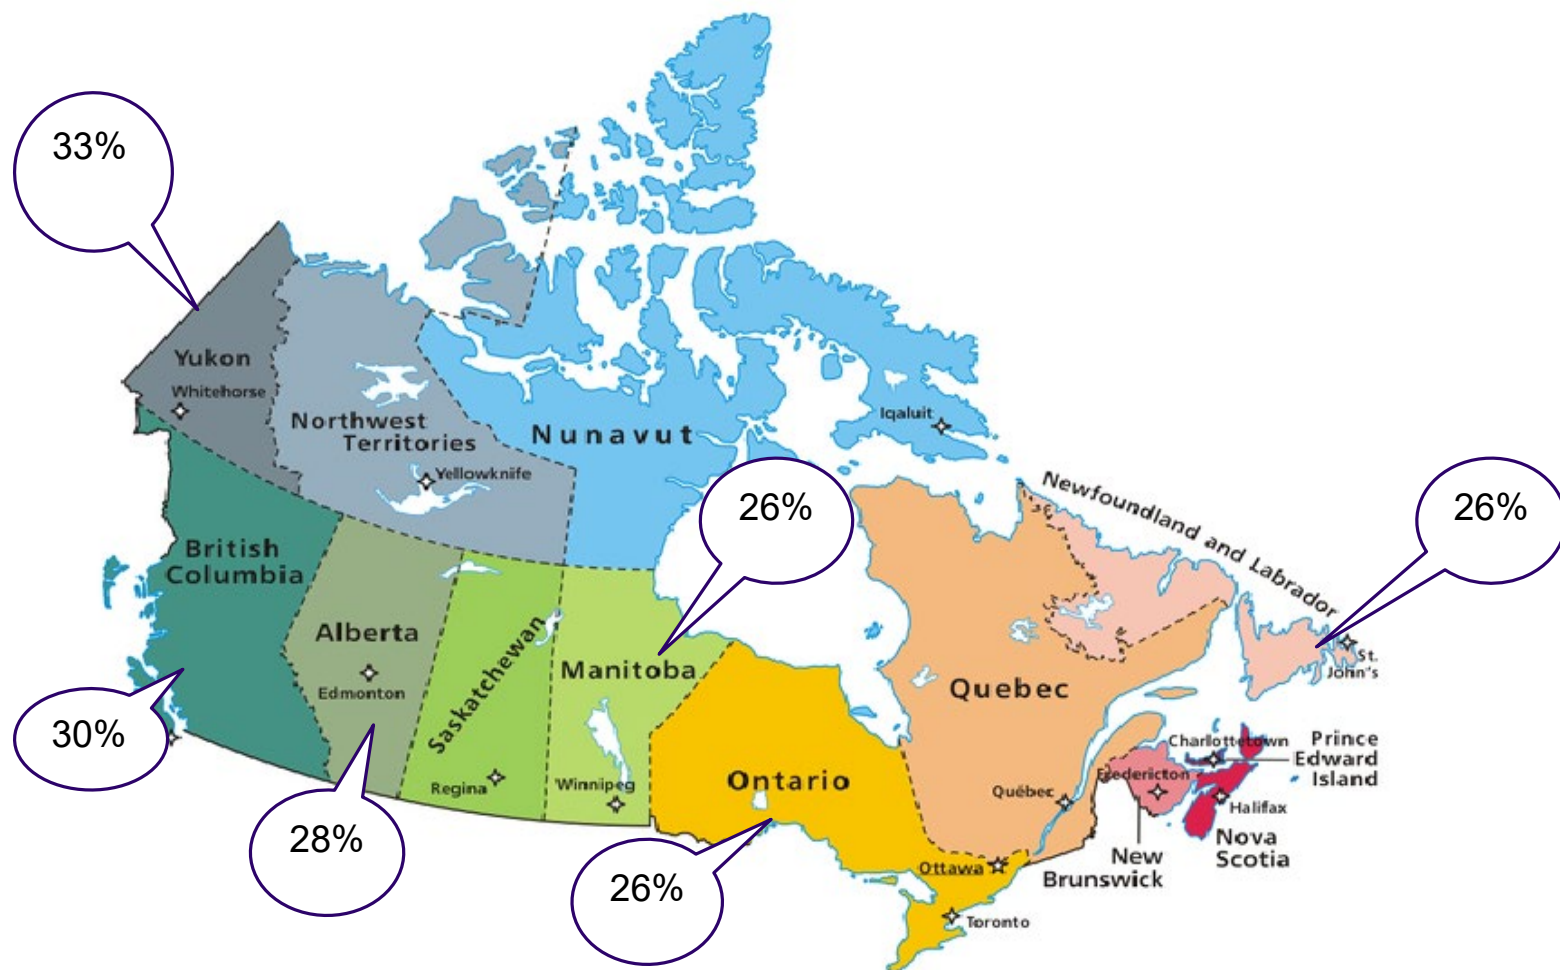 33%
Yukon
Whitehorse
Northwest
Territories
Yellowknife
Nunavut
Iqaluit
26%
Newfoundland and Labrador
26%
St.
John"s
British
Columbia
30%
Alberta
Edmonton
28%
Saskatchewan
Regina
Manitoba
Winnipeg
Ontario
26%
Ottawa
Toronto
Quebec
Québec
Charlottetown
Prince
Edward
Island
Fredericton
Halifax
Nova
Scotia
New
Brunswick